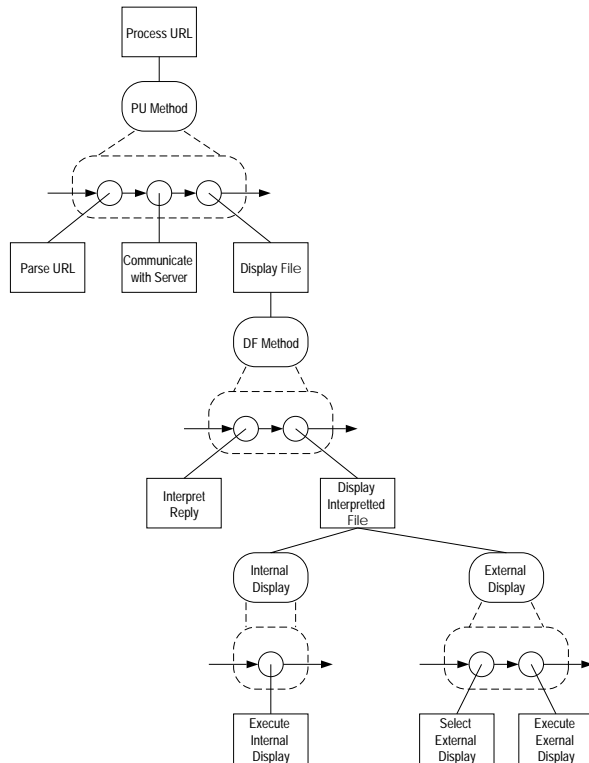 Process URL
PU Method
Parse URL
Communicate
with Server
Display File
DF Method
Interpret
Reply
Display
Interpretted
File
Internal
Display
External
Display
Execute
Internal
Display
Select
External
Display
Execute
Exernal
Display